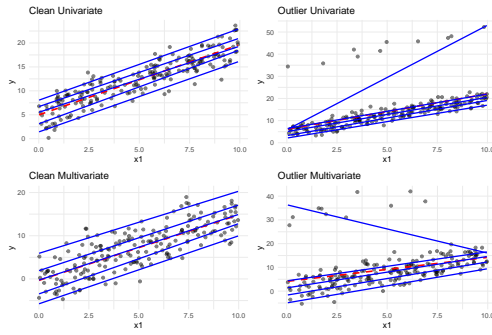 Clean Univariate
y
20
15
10
5
0
0.0 2.5 5.0 7.5 10.0
x1
Outlier Univariate
y
50
40
30
20
10
0
0.0 2.5 5.0 7.5 10.0
x1
Clean Multivariate
y
20
10
0
0.0 2.5 5.0 7.5 10.0
x1
Outlier Multivariate
y
40
30
20
10
0
0.0 2.5 5.0 7.5 10.0
x1